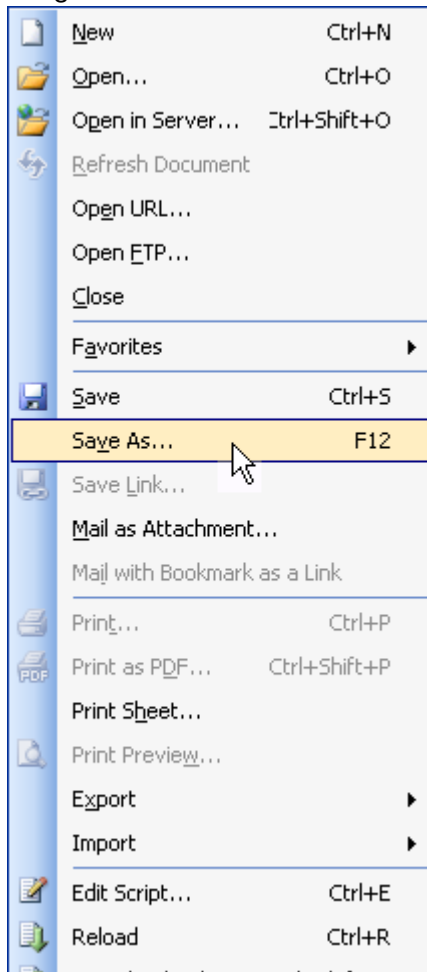 New Ctrl+N
Open... Ctrl+O
Open in Server... Ctrl+Shift+O
Refresh Document
Open URL...
Open FTP...
Close
Favorites
Save Ctrl+S
Save As... F12
Save Link...
Mail as Attachment...
Mail with Bookmark as a Link
Print... Ctrl+P
Print as PDF... Ctrl+Shift+P
Print Sheet...
Print Preview...
Export
Import
Edit Script... Ctrl+E
Reload Ctrl+R